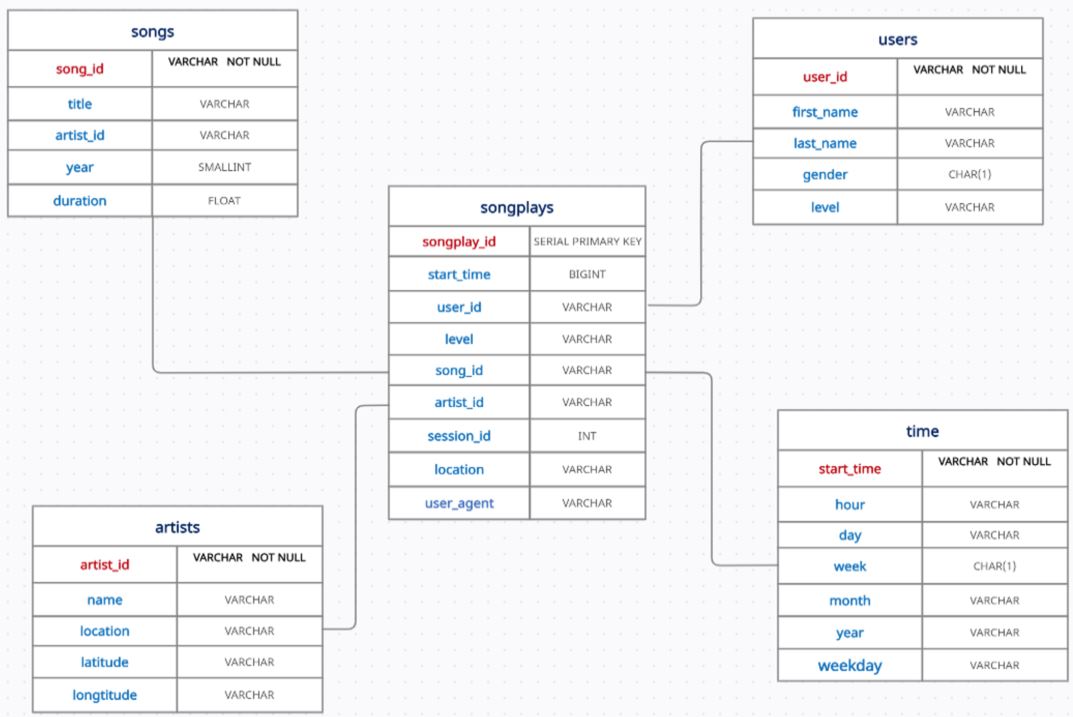 songs
song_id VARCHAR NOT NULL
title VARCHAR
artist_id VARCHAR
year SMALLINT
duration FLOAT
users
user_id VARCHAR NOT NULL
first_name VARCHAR
last_name VARCHAR
gender CHAR(1)
level VARCHAR
songplays
songplay_id SERIAL PRIMARY KEY
start_time BIGINT
user_id VARCHAR
level VARCHAR
song_id VARCHAR
artist_id VARCHAR
session_id INT
location VARCHAR
user_agent VARCHAR
artists
artist_id VARCHAR NOT NULL
name VARCHAR
location VARCHAR
latitude VARCHAR
longtitude VARCHAR
time
start_time VARCHAR NOT NULL
hour VARCHAR
day VARCHAR
week CHAR(1)
month VARCHAR
year VARCHAR
weekday VARCHAR